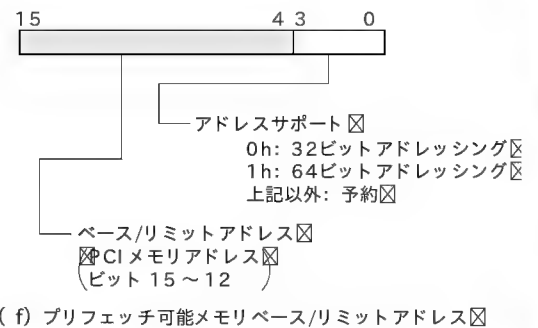 15 4 3 0
アドレスサポート
0h: 32ビットアドレッシング
1h: 64ビットアドレッシング
上記以外: 予約
ベース/リミットアドレス
(PCIメモリアドレス
ビット 15～12)
( f) プリフェッチ可能メモリベース/リミットアドレス